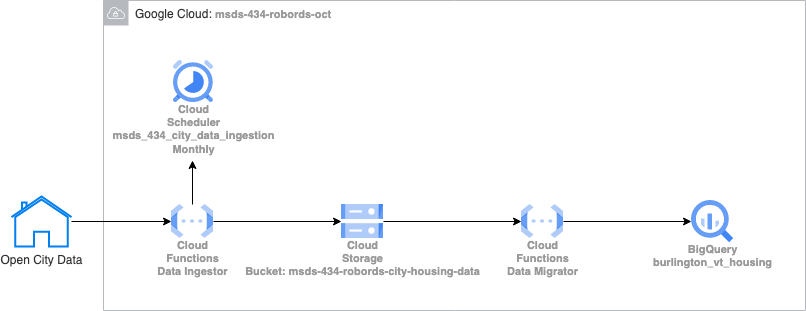 Google Cloud: msds-434-robords-oct
Cloud
Scheduler
msds_434_city_data_ingestion
Monthly
Open City Data
Cloud
Functions
Data Ingestor
Cloud
Storage
Bucket: msds-434-robords-city-housing-data
Cloud
Functions
Data Migrator
BigQuery
burlington_vt_housing